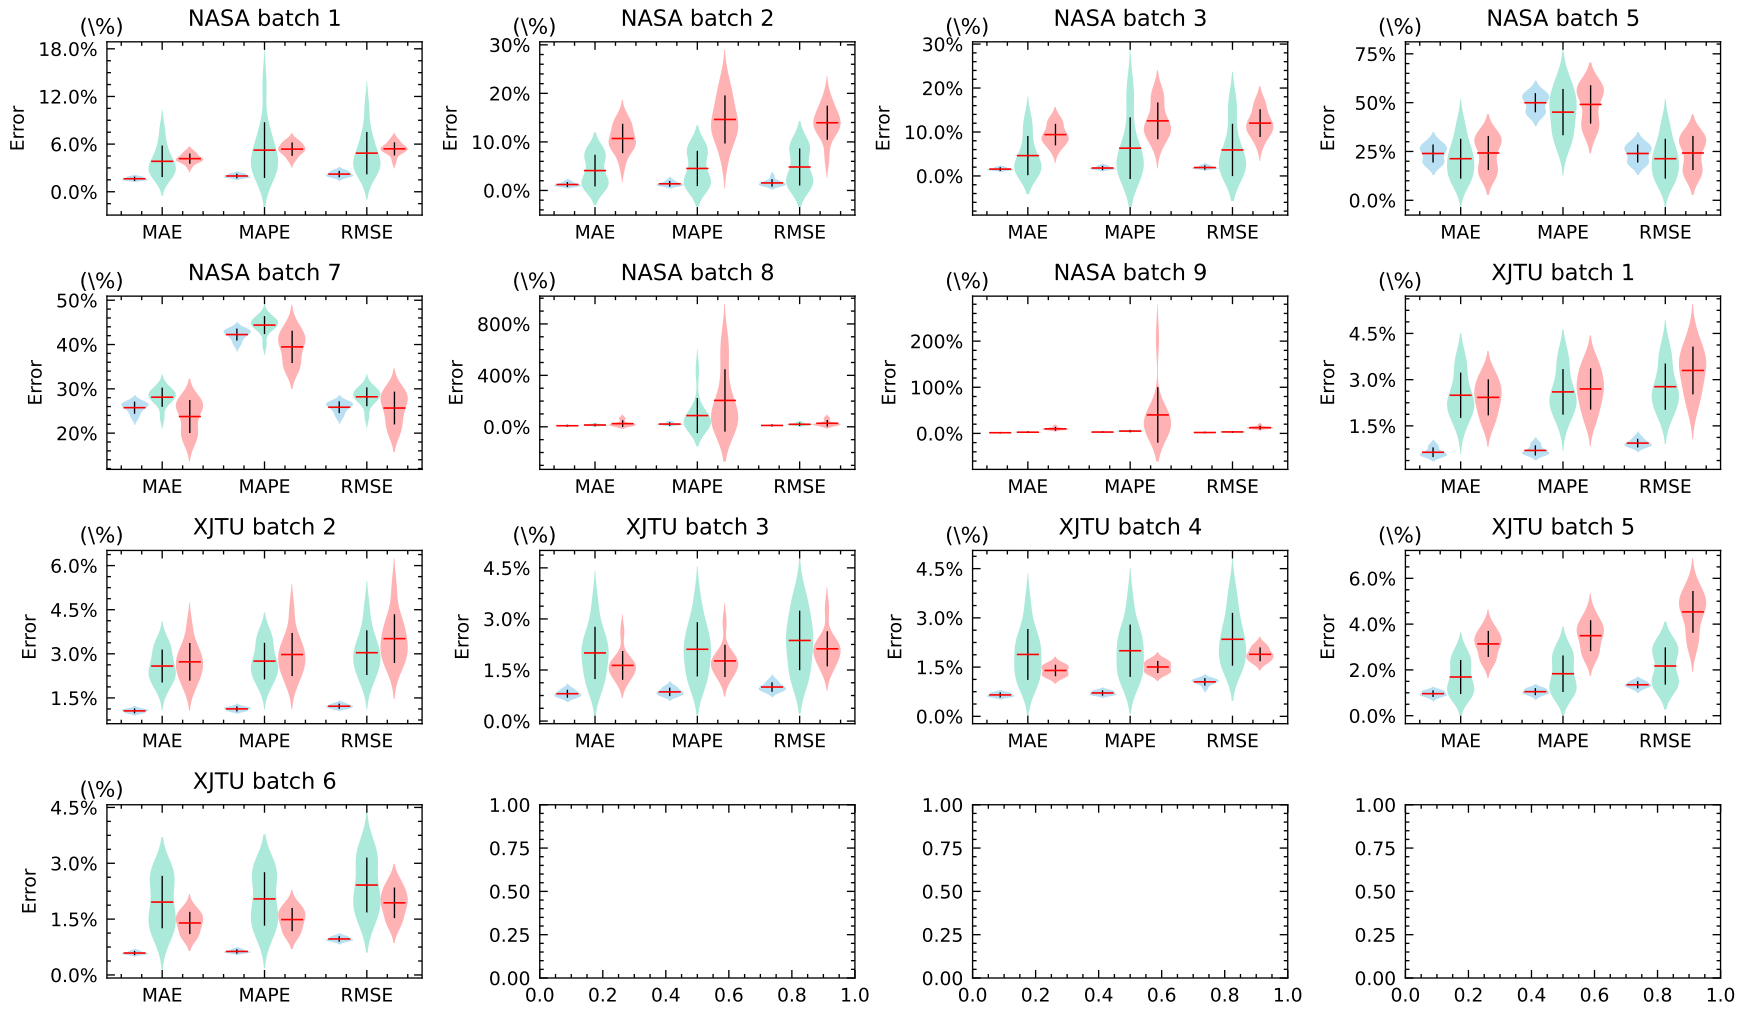 NASA batch 1
(\%)
18.0%
12.0%
6.0%
0.0%
Error
MAE MAPE RMSE
NASA batch 2
(\%)
30%
20%
10.0%
0.0%
Error
MAE MAPE RMSE
NASA batch 3
(\%)
30%
20%
10.0%
0.0%
Error
MAE MAPE RMSE
NASA batch 5
(\%)
75%
50%
25%
0.0%
Error
MAE MAPE RMSE
NASA batch 7
(\%)
50%
40%
30%
20%
Error
MAE MAPE RMSE
NASA batch 8
(\%)
800%
400%
0.0%
Error
MAE MAPE RMSE
NASA batch 9
(\%)
200%
100%
0.0%
Error
MAE MAPE RMSE
XJTU batch 1
(\%)
4.5%
3.0%
1.5%
Error
MAE MAPE RMSE
XJTU batch 2
(\%)
6.0%
4.5%
3.0%
1.5%
Error
MAE MAPE RMSE
XJTU batch 3
(\%)
4.5%
3.0%
1.5%
0.0%
Error
MAE MAPE RMSE
XJTU batch 4
(\%)
4.5%
3.0%
1.5%
0.0%
Error
MAE MAPE RMSE
XJTU batch 5
(\%)
6.0%
4.0%
2.0%
0.0%
Error
MAE MAPE RMSE
XJTU batch 6
(\%)
4.5%
3.0%
1.5%
0.0%
Error
MAE MAPE RMSE
1.00
0.75
0.50
0.25
0.00
0.0 0.2 0.4 0.6 0.8 1.0
1.00
0.75
0.50
0.25
0.00
0.0 0.2 0.4 0.6 0.8 1.0
1.00
0.75
0.50
0.25
0.00
0.0 0.2 0.4 0.6 0.8 1.0